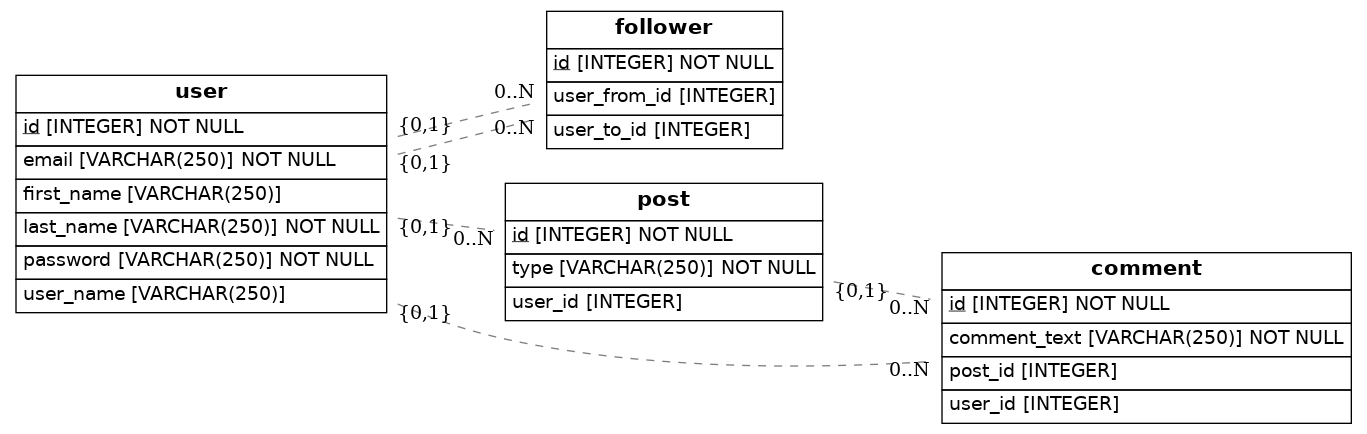 user
id [INTEGER] NOT NULL
email [VARCHAR(250)] NOT NULL
first_name [VARCHAR(250)]
last_name [VARCHAR(250)] NOT NULL
password [VARCHAR(250)] NOT NULL
user_name [VARCHAR(250)]
{0,1}
{0,1}
{0,1}
{0,1}
0..N
0..N
follower
id [INTEGER] NOT NULL
user_from_id [INTEGER]
user_to_id [INTEGER]
0..N
post
id [INTEGER] NOT NULL
type [VARCHAR(250)] NOT NULL
user_id [INTEGER]
{0,1}
0..N
0..N
comment
id [INTEGER] NOT NULL
comment_text [VARCHAR(250)] NOT NULL
post_id [INTEGER]
user_id [INTEGER]